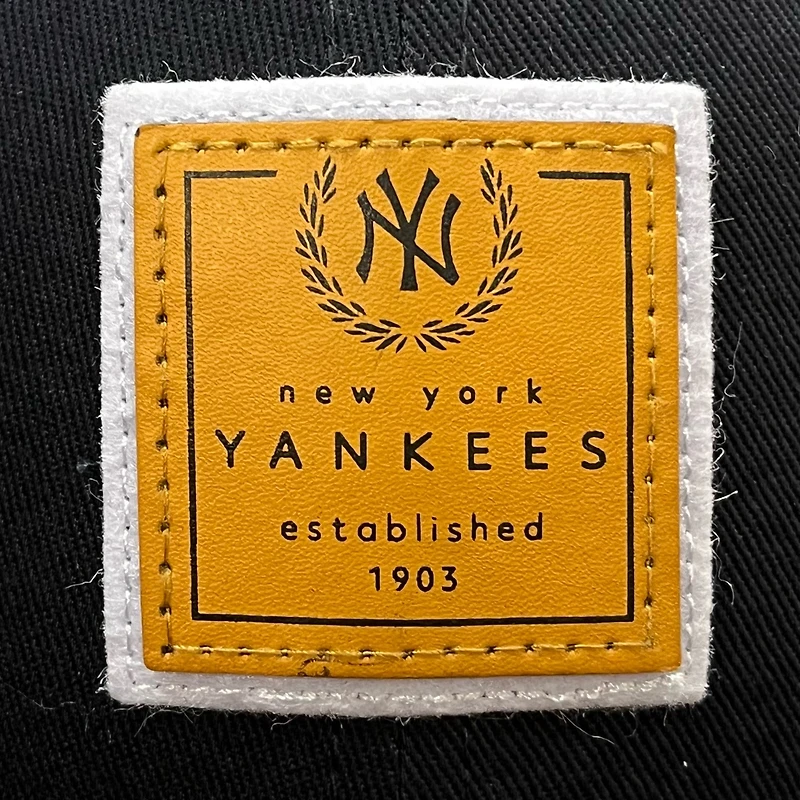 NY
new york
YANKEES
established
1903